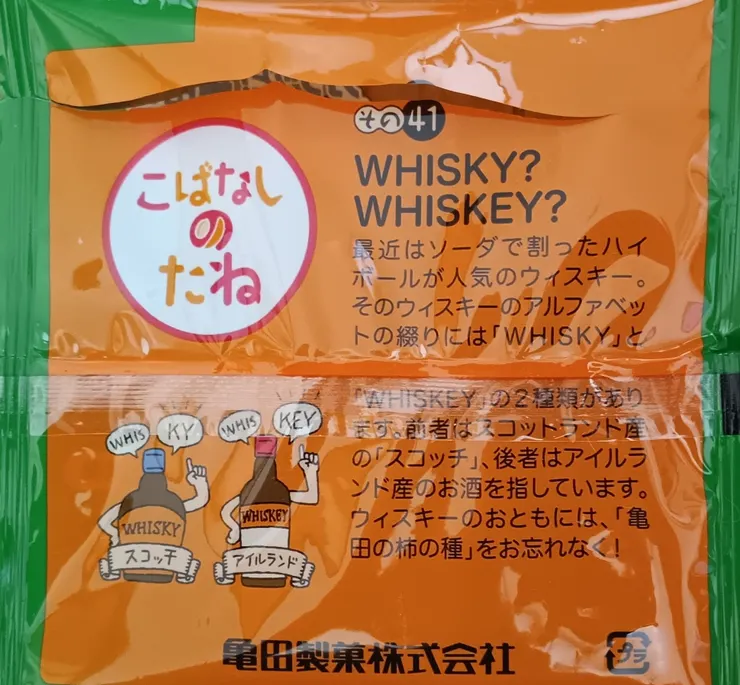 その41
こばなし
の
たね
WHISKY?
WHISKEY?
最近はソーダで割ったハイ
ボールが人気のウィスキー。
そのウィスキーのアルファベッ
トの綴りには「WHISKY」と
「WHISKEY」の2種類があり
ます。前者はスコットランド産
の「スコッチ」、後者はアイルラ
ンド産のお酒を指しています。
ウィスキーのおともには、「亀
田の柿の種」をお忘れなく!
WHIS
KY
WHIS
KEY
WHISKY
スコッチ
WHISKEY
アイルランド
亀田製菓株式会社
プラ